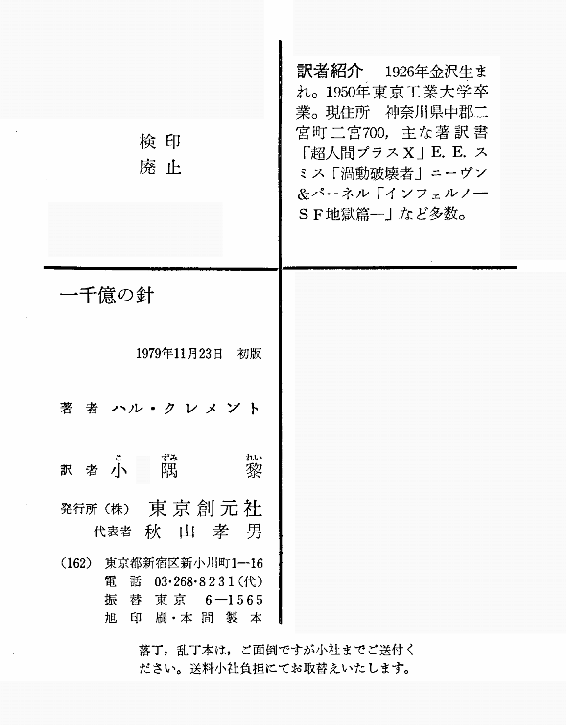 検印
廃止
訳者紹介 1926年金沢生ま
れ。1950年東京工業大学卒
業。現住所 神奈川県中郡二
宮町二宮700, 主な著訳書
「超人間プラスX」E. E. ス
ミス「渦動破壊者」ニーヴン
&パーネル「インフェルノ―
SF地獄篇―」など多数。
一千億の針
1979年11月23日 初版
著者 ハル・クレメント
訳者 小隅黎
こ ずみ れい
発行所 (株) 東京創元社
代表者 秋山孝男
(162) 東京都新宿区新小川町1―16
電話 03・268・8231(代)
振替東京 6―1565
旭印刷・本間製本
落丁, 乱丁本は, ご面倒ですが小社までご送付く
ださい。送料小社負担にてお取替えいたします。